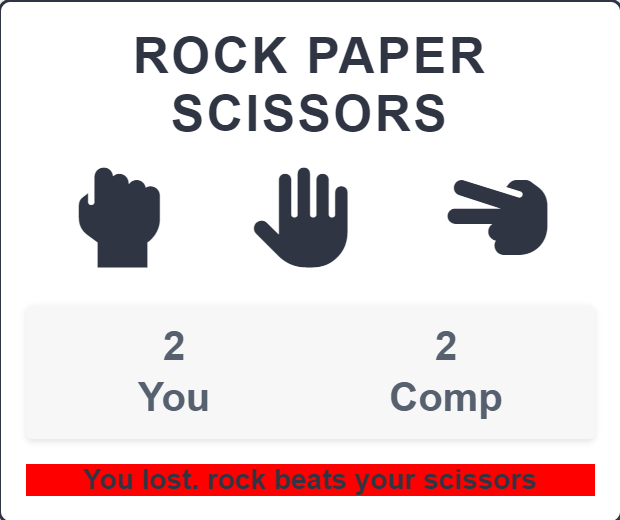 ROCK PAPER
SCISSORS
2 2
You Comp
You lost. rock beats your scissors